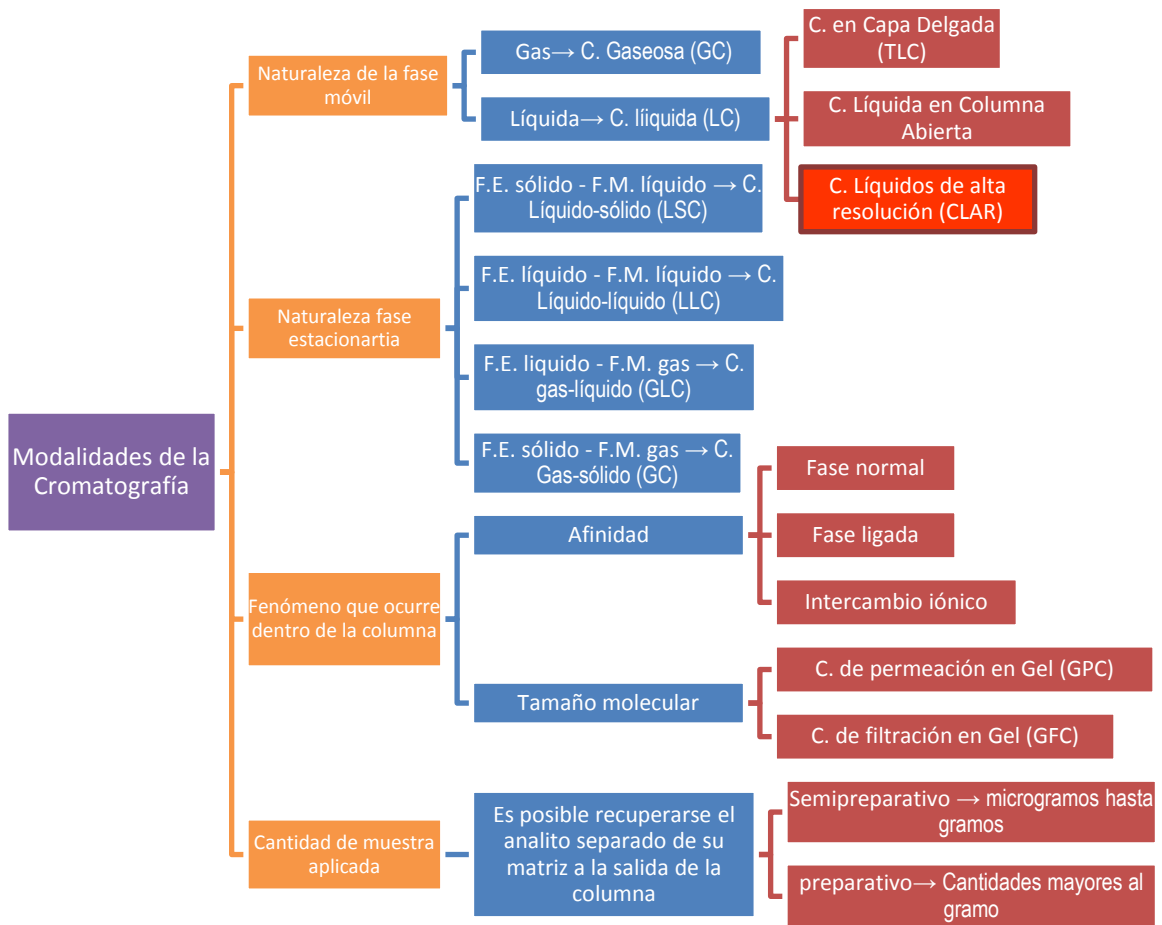 Modalidades de la
Cromatografía
Naturaleza de la fase
móvil
Gas→ C. Gaseosa (GC)
Líquida→ C. líiquida (LC)
C. en Capa Delgada
(TLC)
C. Líquida en Columna
Abierta
C. Líquidos de alta
resolución (CLAR)
Naturaleza fase
estacionartia
F.E. sólido - F.M. líquido → C.
Líquido-sólido (LSC)
F.E. líquido - F.M. líquido → C.
Líquido-líquido (LLC)
F.E. liquido - F.M. gas → C.
gas-líquido (GLC)
F.E. sólido - F.M. gas → C.
Gas-sólido (GC)
Fenómeno que ocurre
dentro de la columna
Afinidad
Fase normal
Fase ligada
Intercambio iónico
Tamaño molecular
C. de permeación en Gel (GPC)
C. de filtración en Gel (GFC)
Cantidad de muestra
aplicada
Es posible recuperarse el
analito separado de su
matriz a la salida de la
columna
Semipreparativo → microgramos hasta
gramos
preparativo→ Cantidades mayores al
gramo